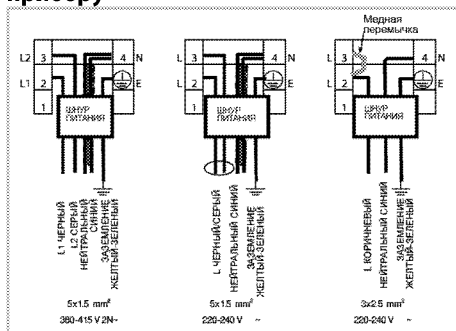 прибору
Медная
перемычка
L2 3 4 N
L1 2 E
1
ШНУР
ПИТАНИЯ
L1 ЧЕРНЫЙ
L2 СЕРЫЙ
НЕЙТРАЛЬНЫЙ
СИНИЙ
ЗАЗЕМЛЕНИЕ
ЖЕЛТЫЙ-ЗЕЛЕНЫЙ
5x1.5 mm²
380-415 V 2N~
L 3 4 N
L 2 E
1
ШНУР
ПИТАНИЯ
L ЧЕРНЫЙ/СЕРЫЙ
НЕЙТРАЛЬНЫЙ СИНИЙ
ЗАЗЕМЛЕНИЕ
ЖЕЛТЫЙ-ЗЕЛЕНЫЙ
5x1.5 mm²
220-240 V ~
L 3 4 N
L 2 E
1
ШНУР
ПИТАНИЯ
L КОРИЧНЕВЫЙ
НЕЙТРАЛЬНЫЙ СИНИЙ
ЗАЗЕМЛЕНИЕ
ЖЕЛТЫЙ-ЗЕЛЕНЫЙ
3x2.5 mm²
220-240 V ~